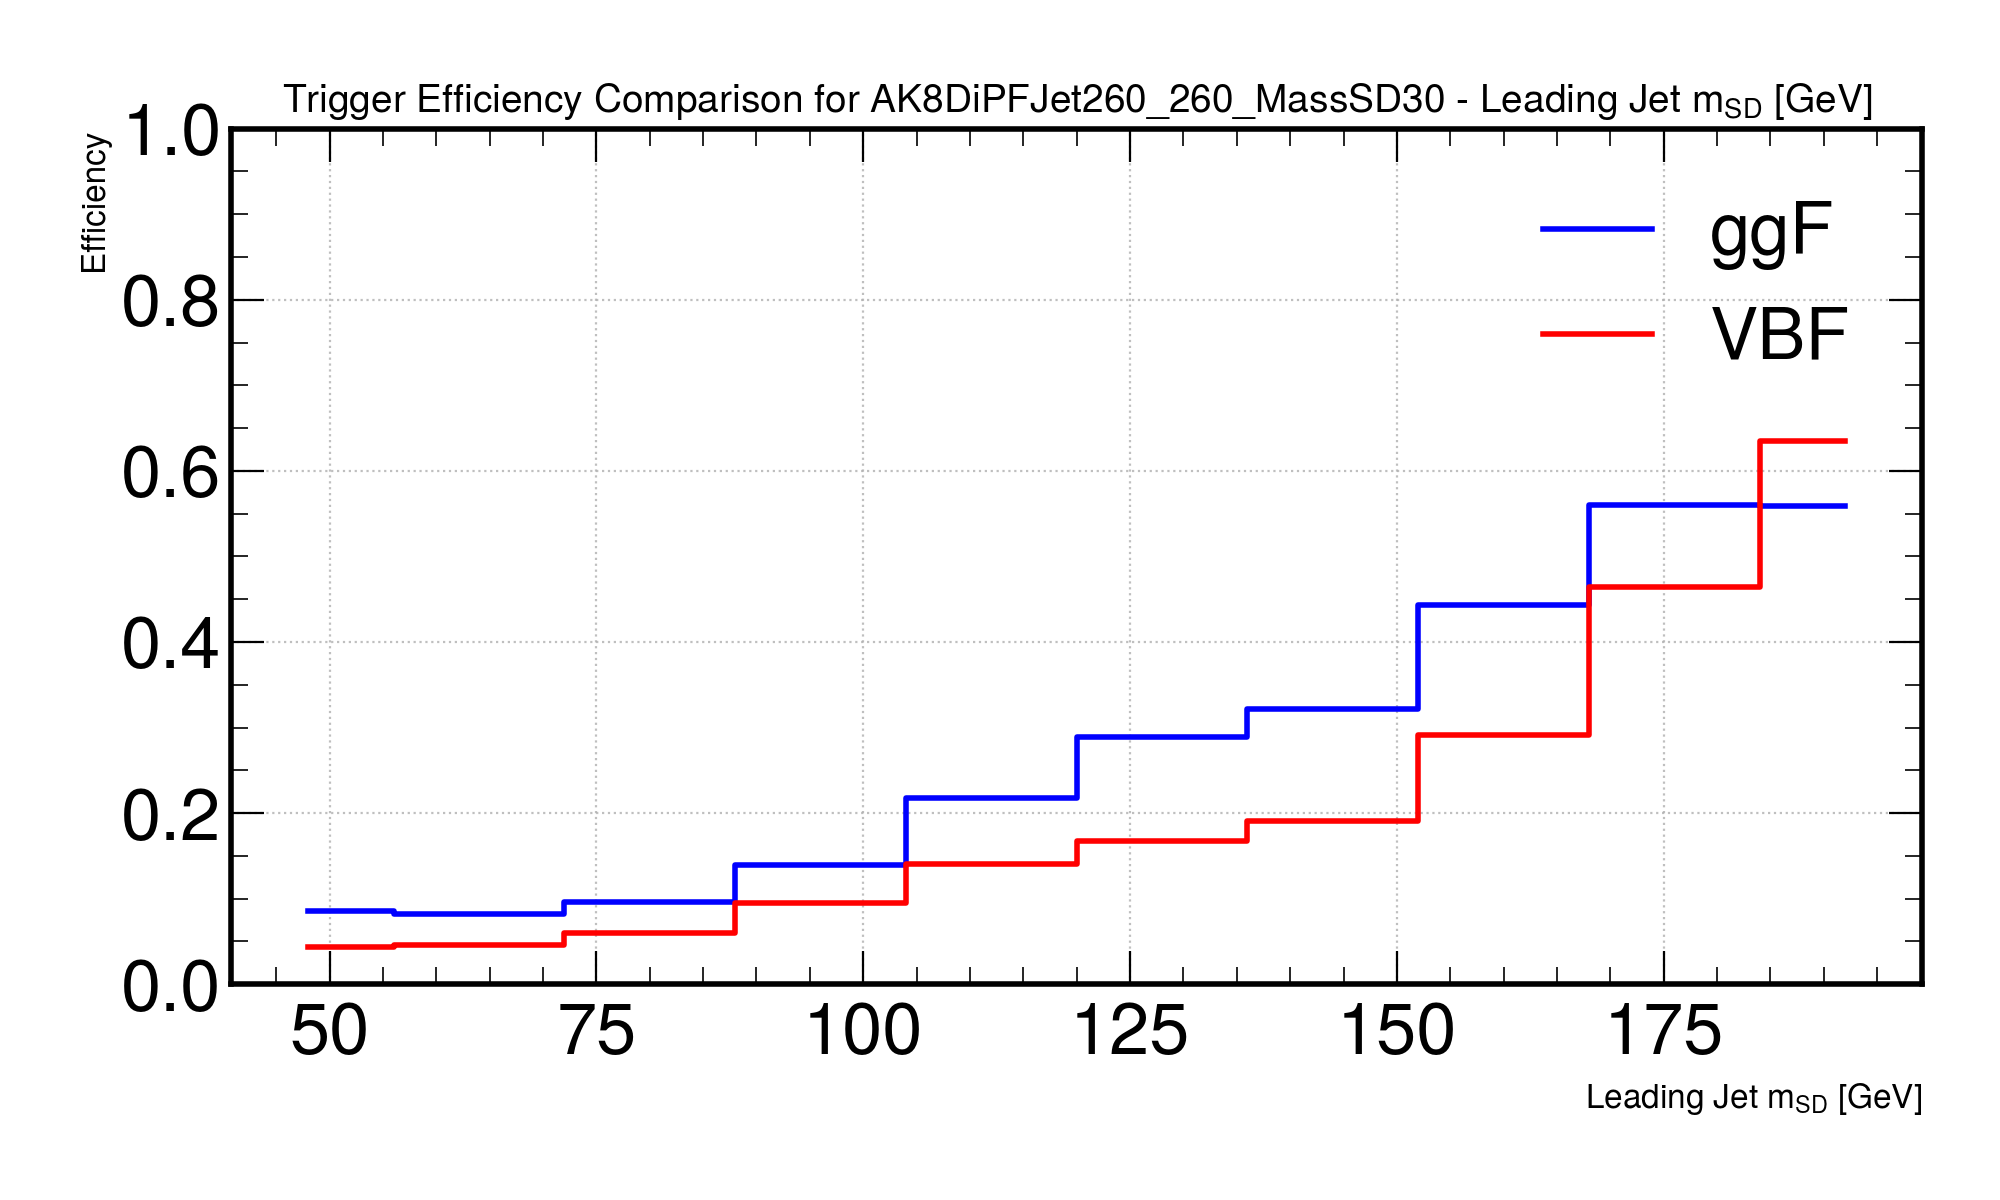 Trigger Efficiency Comparison for AK8DiPFJet260_260_MassSD30 - Leading Jet mSD [GeV]
Efficiency
1.0
0.8
0.6
0.4
0.2
0.0
ggF
VBF
50 75 100 125 150 175
Leading Jet mSD [GeV]